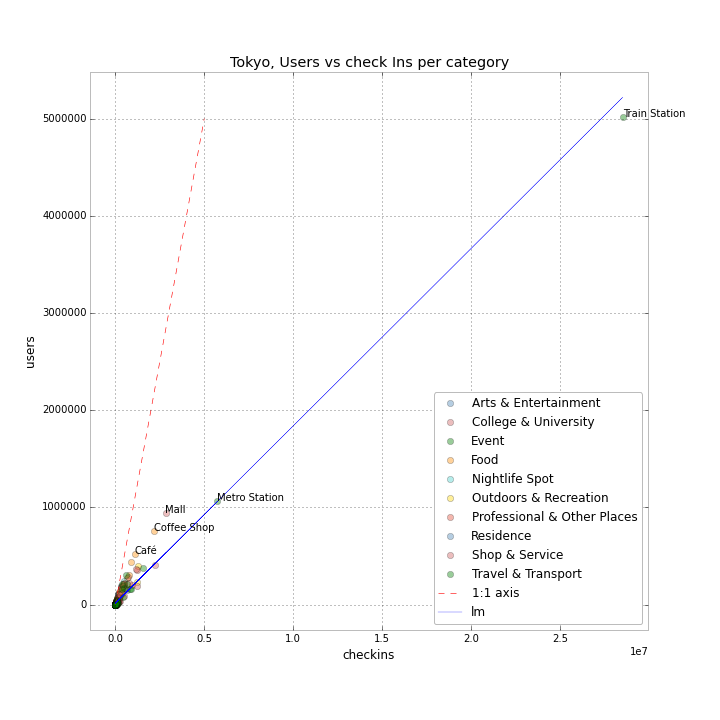 Tokyo, Users vs check Ins per category
5000000
4000000
3000000
2000000
1000000
0
users
Train Station
Metro Station
Mall
Coffee Shop
Café
Arts & Entertainment
College & University
Event
Food
Nightlife Spot
Outdoors & Recreation
Professional & Other Places
Residence
Shop & Service
Travel & Transport
1:1 axis
lm
0.0 0.5 1.0 1.5 2.0 2.5
1e7
checkins